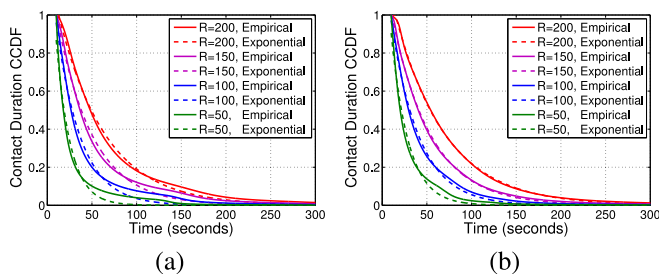 1
0.8
0.6
0.4
0.2
0
Contact Duration CCDF
R=200, Empirical
R=200, Exponential
R=150, Empirical
R=150, Exponential
R=100, Empirical
R=100, Exponential
R=50, Empirical
R=50, Exponential
0 50 100 150 200 250 300
Time (seconds)
(a)
1
0.8
0.6
0.4
0.2
0
Contact Duration CCDF
R=200, Empirical
R=200, Exponential
R=150, Empirical
R=150, Exponential
R=100, Empirical
R=100, Exponential
R=50, Empirical
R=50, Exponential
0 50 100 150 200 250 300
Time (seconds)
(b)